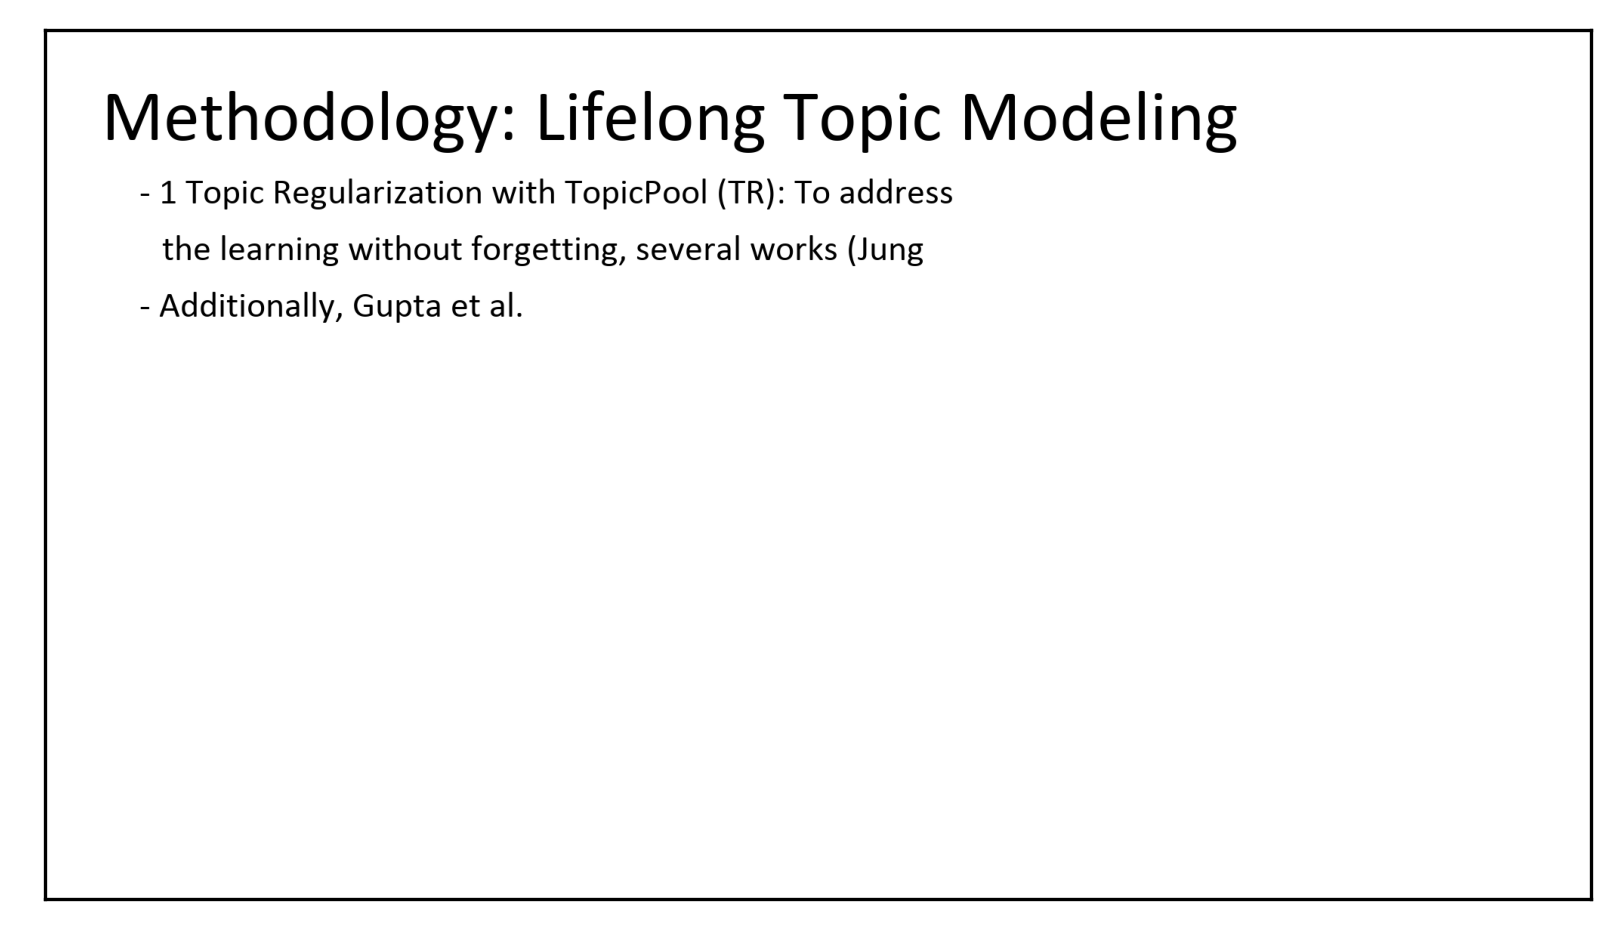 Methodology: Lifelong Topic Modeling
- 1 Topic Regularization with TopicPool (TR): To address
the learning without forgetting, several works (Jung
- Additionally, Gupta et al.